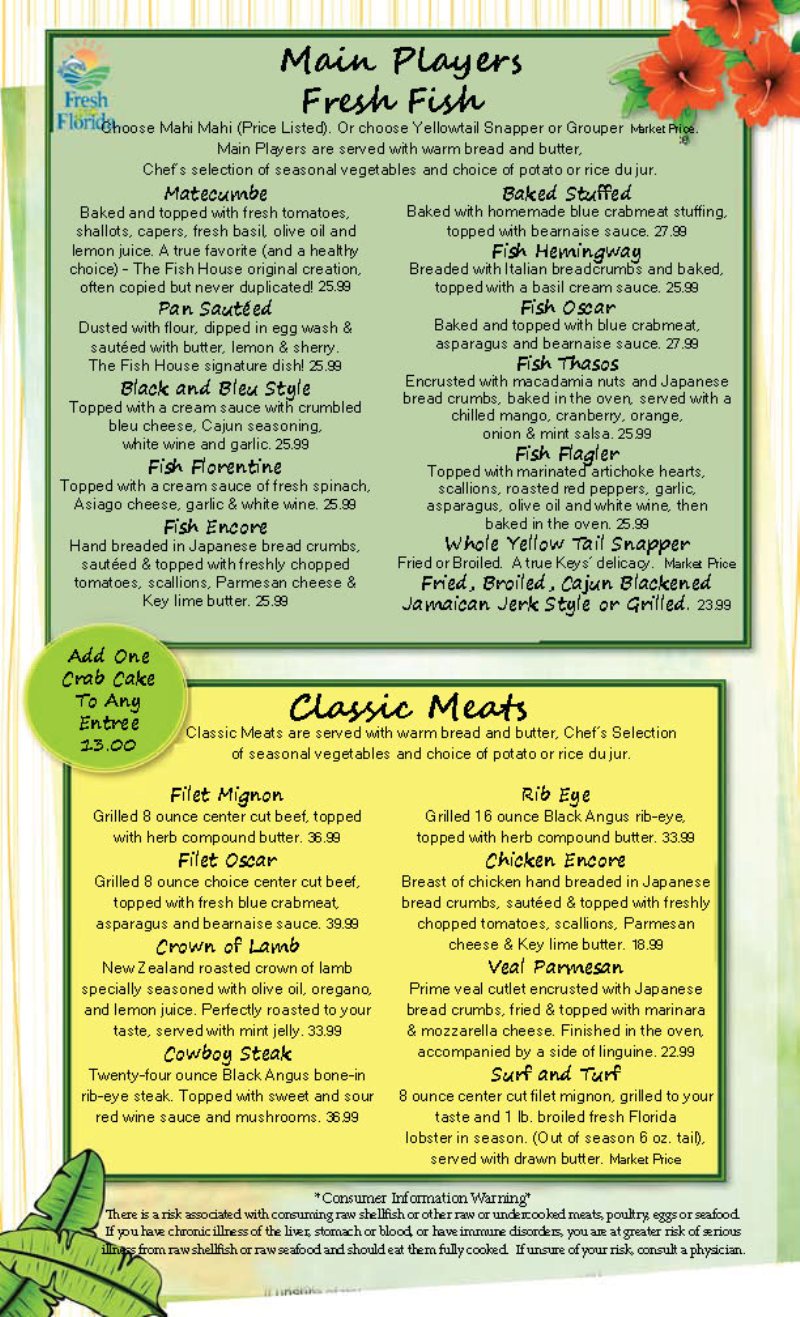 Main Players
Fresh Fish
Fresh
Florida
Choose Mahi Mahi (Price Listed). Or choose Yellowtail Snapper or Grouper Market Price.
Main Players are served with warm bread and butter,
Chef's selection of seasonal vegetables and choice of potato or rice du jur.
Matecumbe
Baked and topped with fresh tomatoes,
shallots, capers, fresh basil, olive oil and
lemon juice. A true favorite (and a healthy
choice) - The Fish House original creation,
often copied but never duplicated! 25.99
Pan Sautéed
Dusted with flour, dipped in egg wash &
sautéed with butter, lemon & sherry.
The Fish House signature dish! 25.99
Black and Bleu Style
Topped with a cream sauce with crumbled
bleu cheese, Cajun seasoning,
white wine and garlic. 25.99
Fish Florentine
Topped with a cream sauce of fresh spinach,
Asiago cheese, garlic & white wine. 25.99
Fish Encore
Hand breaded in Japanese bread crumbs,
sautéed & topped with freshly chopped
tomatoes, scallions, Parmesan cheese &
Key lime butter. 25.99
Baked Stuffed
Baked with homemade blue crabmeat stuffing,
topped with bearnaise sauce. 27.99
Fish Hemingway
Breaded with Italian breadcrumbs and baked,
topped with a basil cream sauce. 25.99
Fish Oscar
Baked and topped with blue crabmeat,
asparagus and bearnaise sauce. 27.99
Fish Thasos
Encrusted with macadamia nuts and Japanese
bread crumbs, baked in the oven, served with a
chilled mango, cranberry, orange,
onion & mint salsa. 25.99
Fish Flagler
Topped with marinated artichoke hearts,
scallions, roasted red peppers, garlic,
asparagus, olive oil and white wine, then
baked in the oven. 25.99
Whole Yellow Tail Snapper
Fried or Broiled. A true Keys' delicacy. Market Price
Fried, Broiled, Cajun Blackened
Jamaican Jerk Style or Grilled. 23.99
Add One
Crab Cake
To Any
Entree
13.00
Classic Meats
Classic Meats are served with warm bread and butter, Chef's Selection
of seasonal vegetables and choice of potato or rice du jur.
Filet Mignon
Grilled 8 ounce center cut beef, topped
with herb compound butter. 36.99
Filet Oscar
Grilled 8 ounce choice center cut beef,
topped with fresh blue crabmeat,
asparagus and bearnaise sauce. 39.99
Crown of Lamb
New Zealand roasted crown of lamb
specially seasoned with olive oil, oregano,
and lemon juice. Perfectly roasted to your
taste, served with mint jelly. 33.99
Cowboy Steak
Twenty-four ounce Black Angus bone-in
rib-eye steak. Topped with sweet and sour
red wine sauce and mushrooms. 36.99
Rib Eye
Grilled 16 ounce Black Angus rib-eye,
topped with herb compound butter. 33.99
Chicken Encore
Breast of chicken hand breaded in Japanese
bread crumbs, sautéed & topped with freshly
chopped tomatoes, scallions, Parmesan
cheese & Key lime butter. 18.99
Veal Parmesan
Prime veal cutlet encrusted with Japanese
bread crumbs, fried & topped with marinara
& mozzarella cheese. Finished in the oven,
accompanied by a side of linguine. 22.99
Surf and Turf
8 ounce center cut filet mignon, grilled to your
taste and 1 lb. broiled fresh Florida
lobster in season. (Out of season 6 oz. tail),
served with drawn butter. Market Price
*Consumer Information Warning*
There is a risk associated with consuming raw shellfish or other raw or undercooked meats, poultry, eggs or seafood.
If you have chronic illness of the liver, stomach or blood, or have immune disorders, you are at greater risk of serious
illness from raw shellfish or raw seafood and should eat them fully cooked. If unsure of your risk, consult a physician.